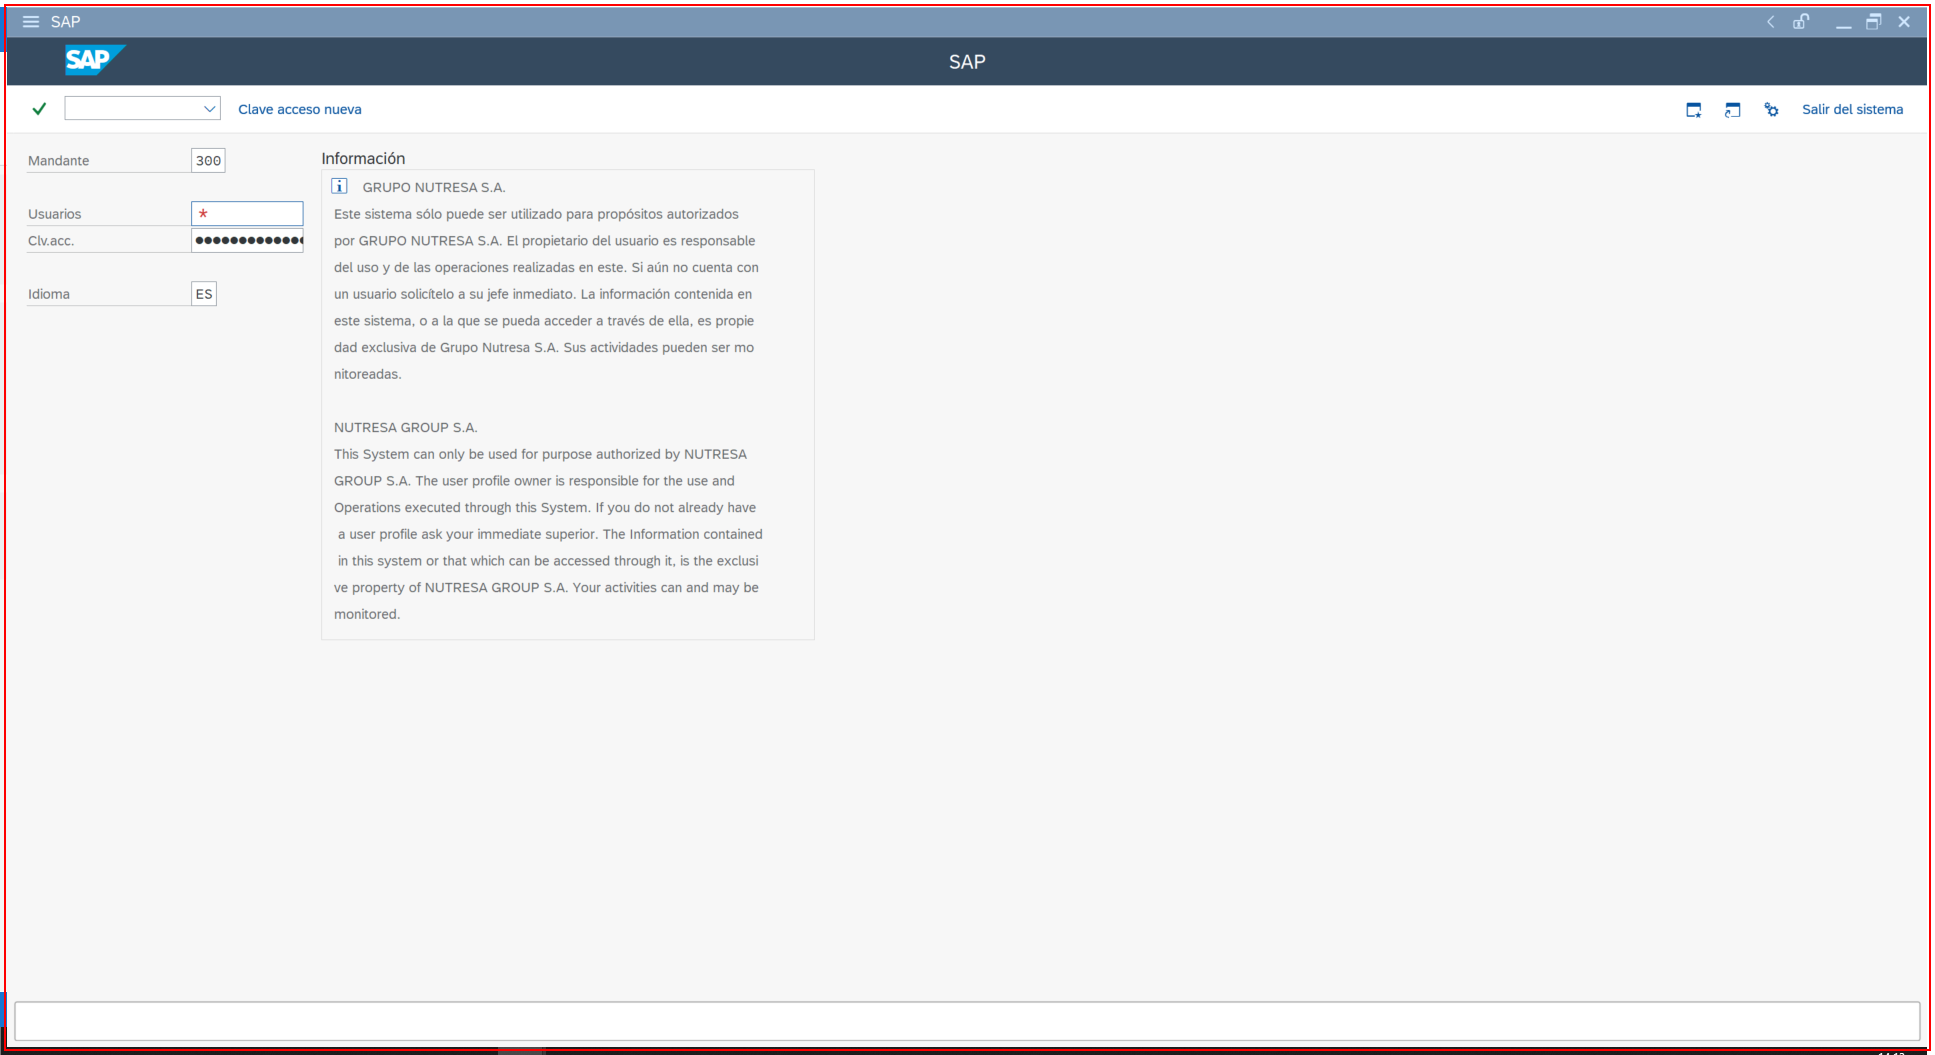 SAP
SAP
SAP
Clave acceso nueva
Salir del sistema
Mandante 300
Usuarios *
Clv.acc.
Idioma ES
Información
GRUPO NUTRESA S.A.
Este sistema sólo puede ser utilizado para propósitos autorizados
por GRUPO NUTRESA S.A. El propietario del usuario es responsable
del uso y de las operaciones realizadas en este. Si aún no cuenta con
un usuario solicítelo a su jefe inmediato. La información contenida en
este sistema, o a la que se pueda acceder a través de ella, es propie
dad exclusiva de Grupo Nutresa S.A. Sus actividades pueden ser mo
nitoreadas.
NUTRESA GROUP S.A.
This System can only be used for purpose authorized by NUTRESA
GROUP S.A. The user profile owner is responsible for the use and
Operations executed through this System. If you do not already have
a user profile ask your immediate superior. The Information contained
in this system or that which can be accessed through it, is the exclusi
ve property of NUTRESA GROUP S.A. Your activities can and may be
monitored.